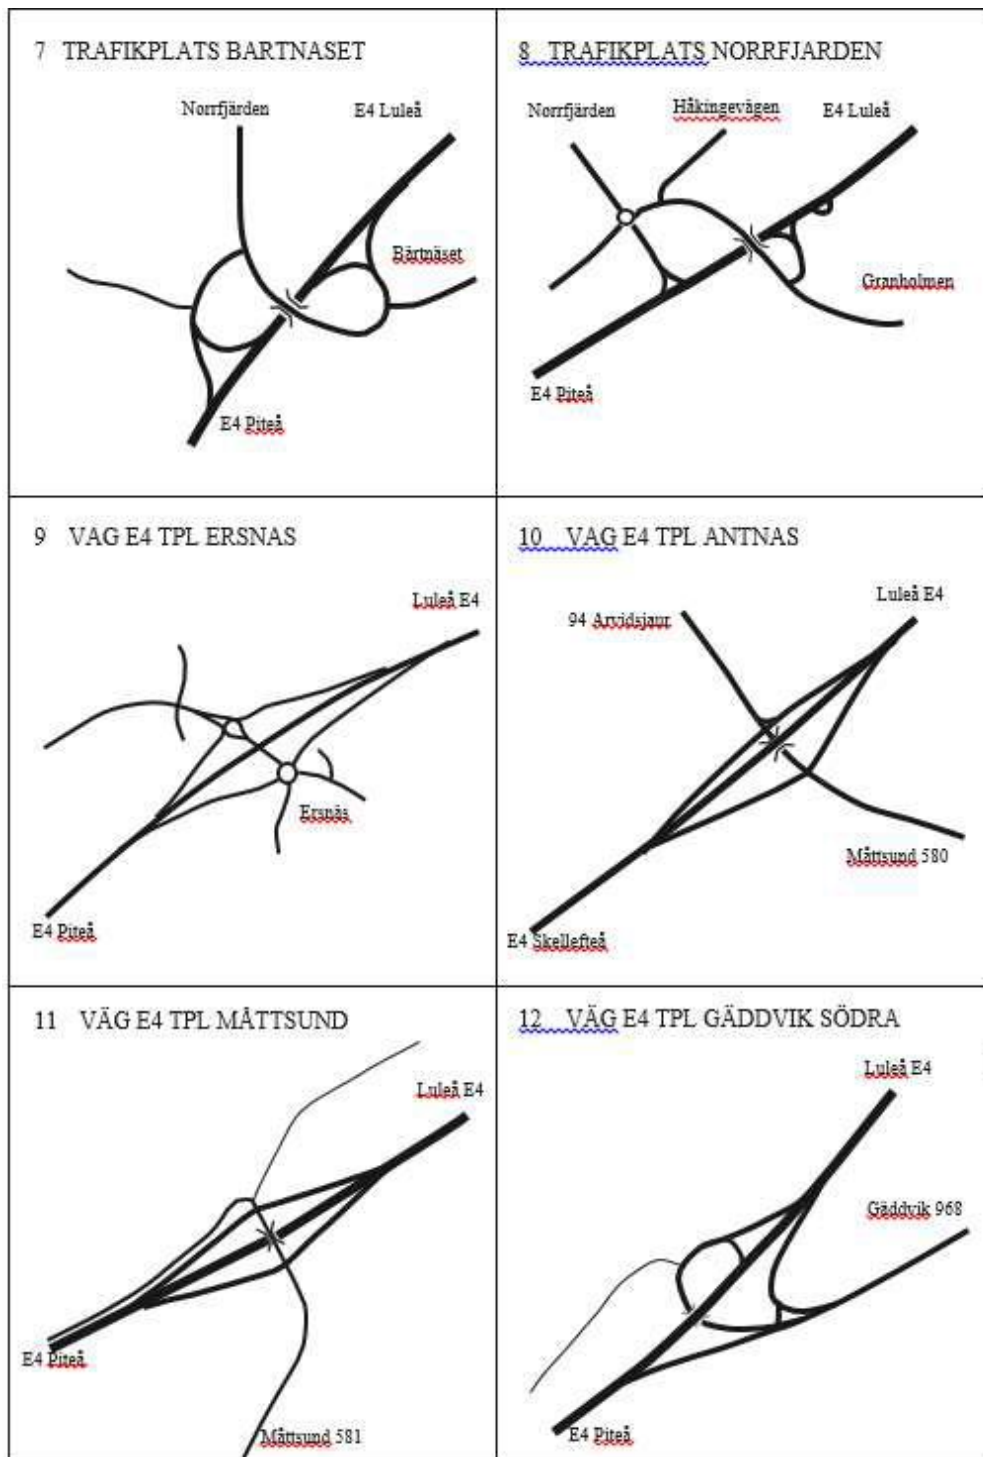 7 TRAFIKPLATS BARTNASET
Norrfjärden
E4 Luleå
Bärtnäset
E4 Piteå
8 TRAFIKPLATS NORRFJARDEN
Norrfjärden
Håkingevägen
E4 Luleå
Granholmen
E4 Piteå
9 VAG E4 TPL ERSNAS
Luleå E4
Ersnäs
E4 Piteå
10 VAG E4 TPL ANTNAS
94 Arvidsjaur
Luleå E4
Måttsund 580
E4 Skellefteå
11 VÄG E4 TPL MÅTTSUND
Luleå E4
E4 Piteå
Måttsund 581
12 VÄG E4 TPL GÄDDVIK SÖDRA
Luleå E4
Gäddvik 968
E4 Piteå